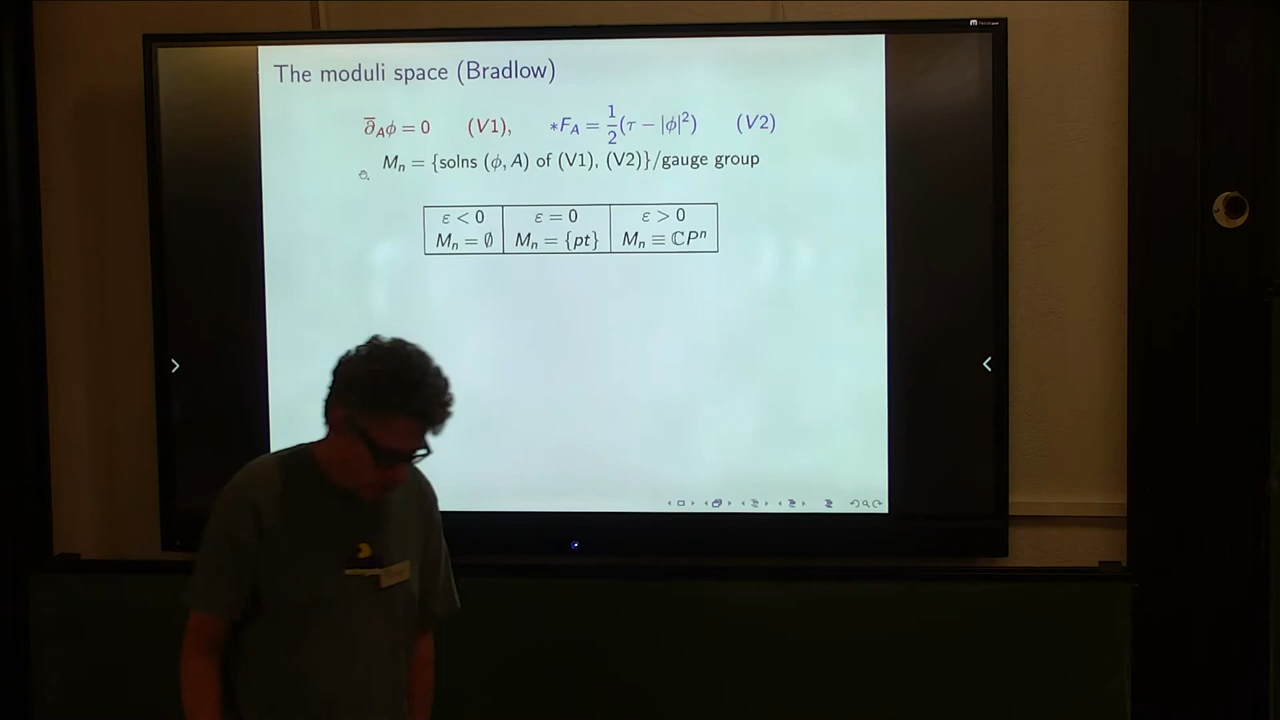 The moduli space (Bradlow)
∂̅_Aϕ = 0 (V1), *F_A = 1/2(τ − |ϕ|²) (V2)
M_n = {solns (ϕ, A) of (V1), (V2)}/gauge group
ε < 0 ε = 0 ε > 0
M_n = ∅ M_n = {pt} M_n ≡ ℂPⁿ